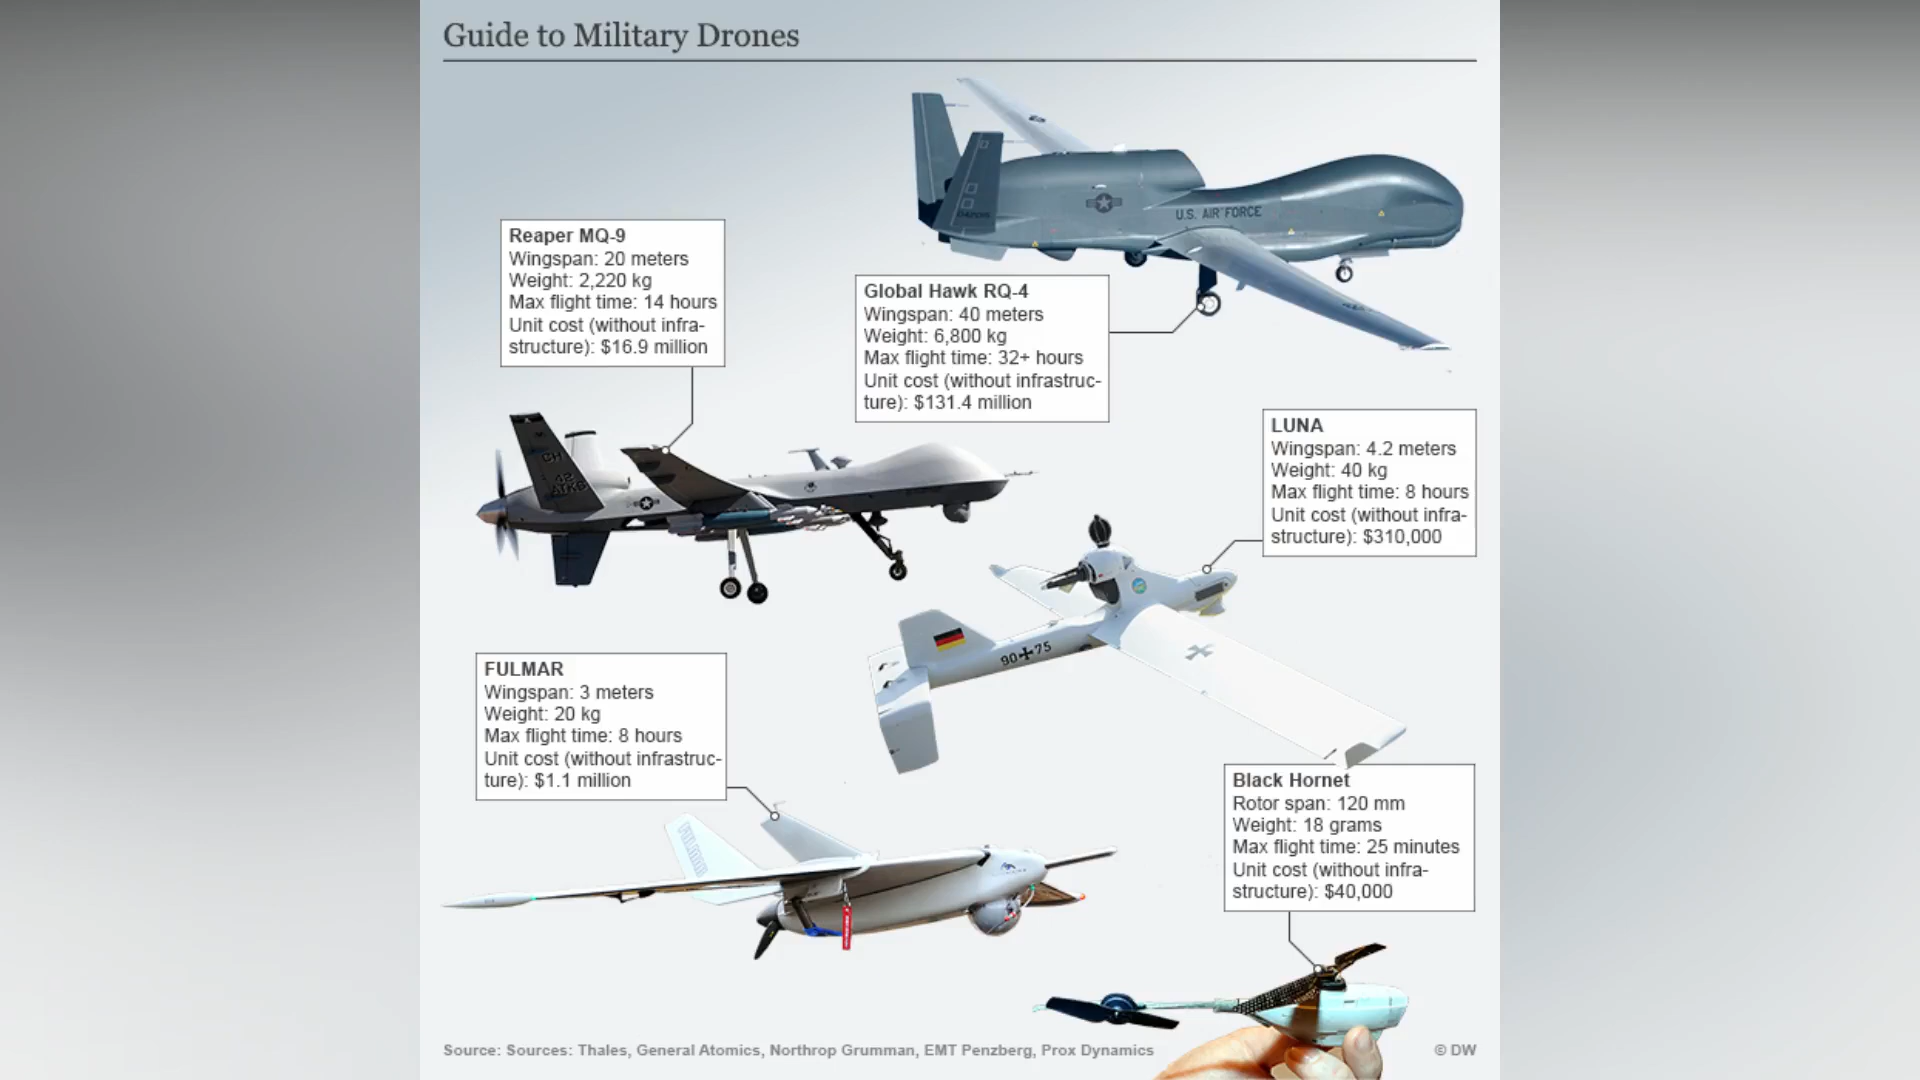 Guide to Military Drones
U.S. AIR FORCE
Reaper MQ-9
Wingspan: 20 meters
Weight: 2,220 kg
Max flight time: 14 hours
Unit cost (without infra-
structure): $16.9 million
Global Hawk RQ-4
Wingspan: 40 meters
Weight: 6,800 kg
Max flight time: 32+ hours
Unit cost (without infrastruc-
ture): $131.4 million
LUNA
Wingspan: 4.2 meters
Weight: 40 kg
Max flight time: 8 hours
Unit cost (without infra-
structure): $310,000
CH
90 75
FULMAR
Wingspan: 3 meters
Weight: 20 kg
Max flight time: 8 hours
Unit cost (without infrastruc-
ture): $1.1 million
FULMAR
Black Hornet
Rotor span: 120 mm
Weight: 18 grams
Max flight time: 25 minutes
Unit cost (without infra-
structure): $40,000
Source: Sources: Thales, General Atomics, Northrop Grumman, EMT Penzberg, Prox Dynamics
© DW